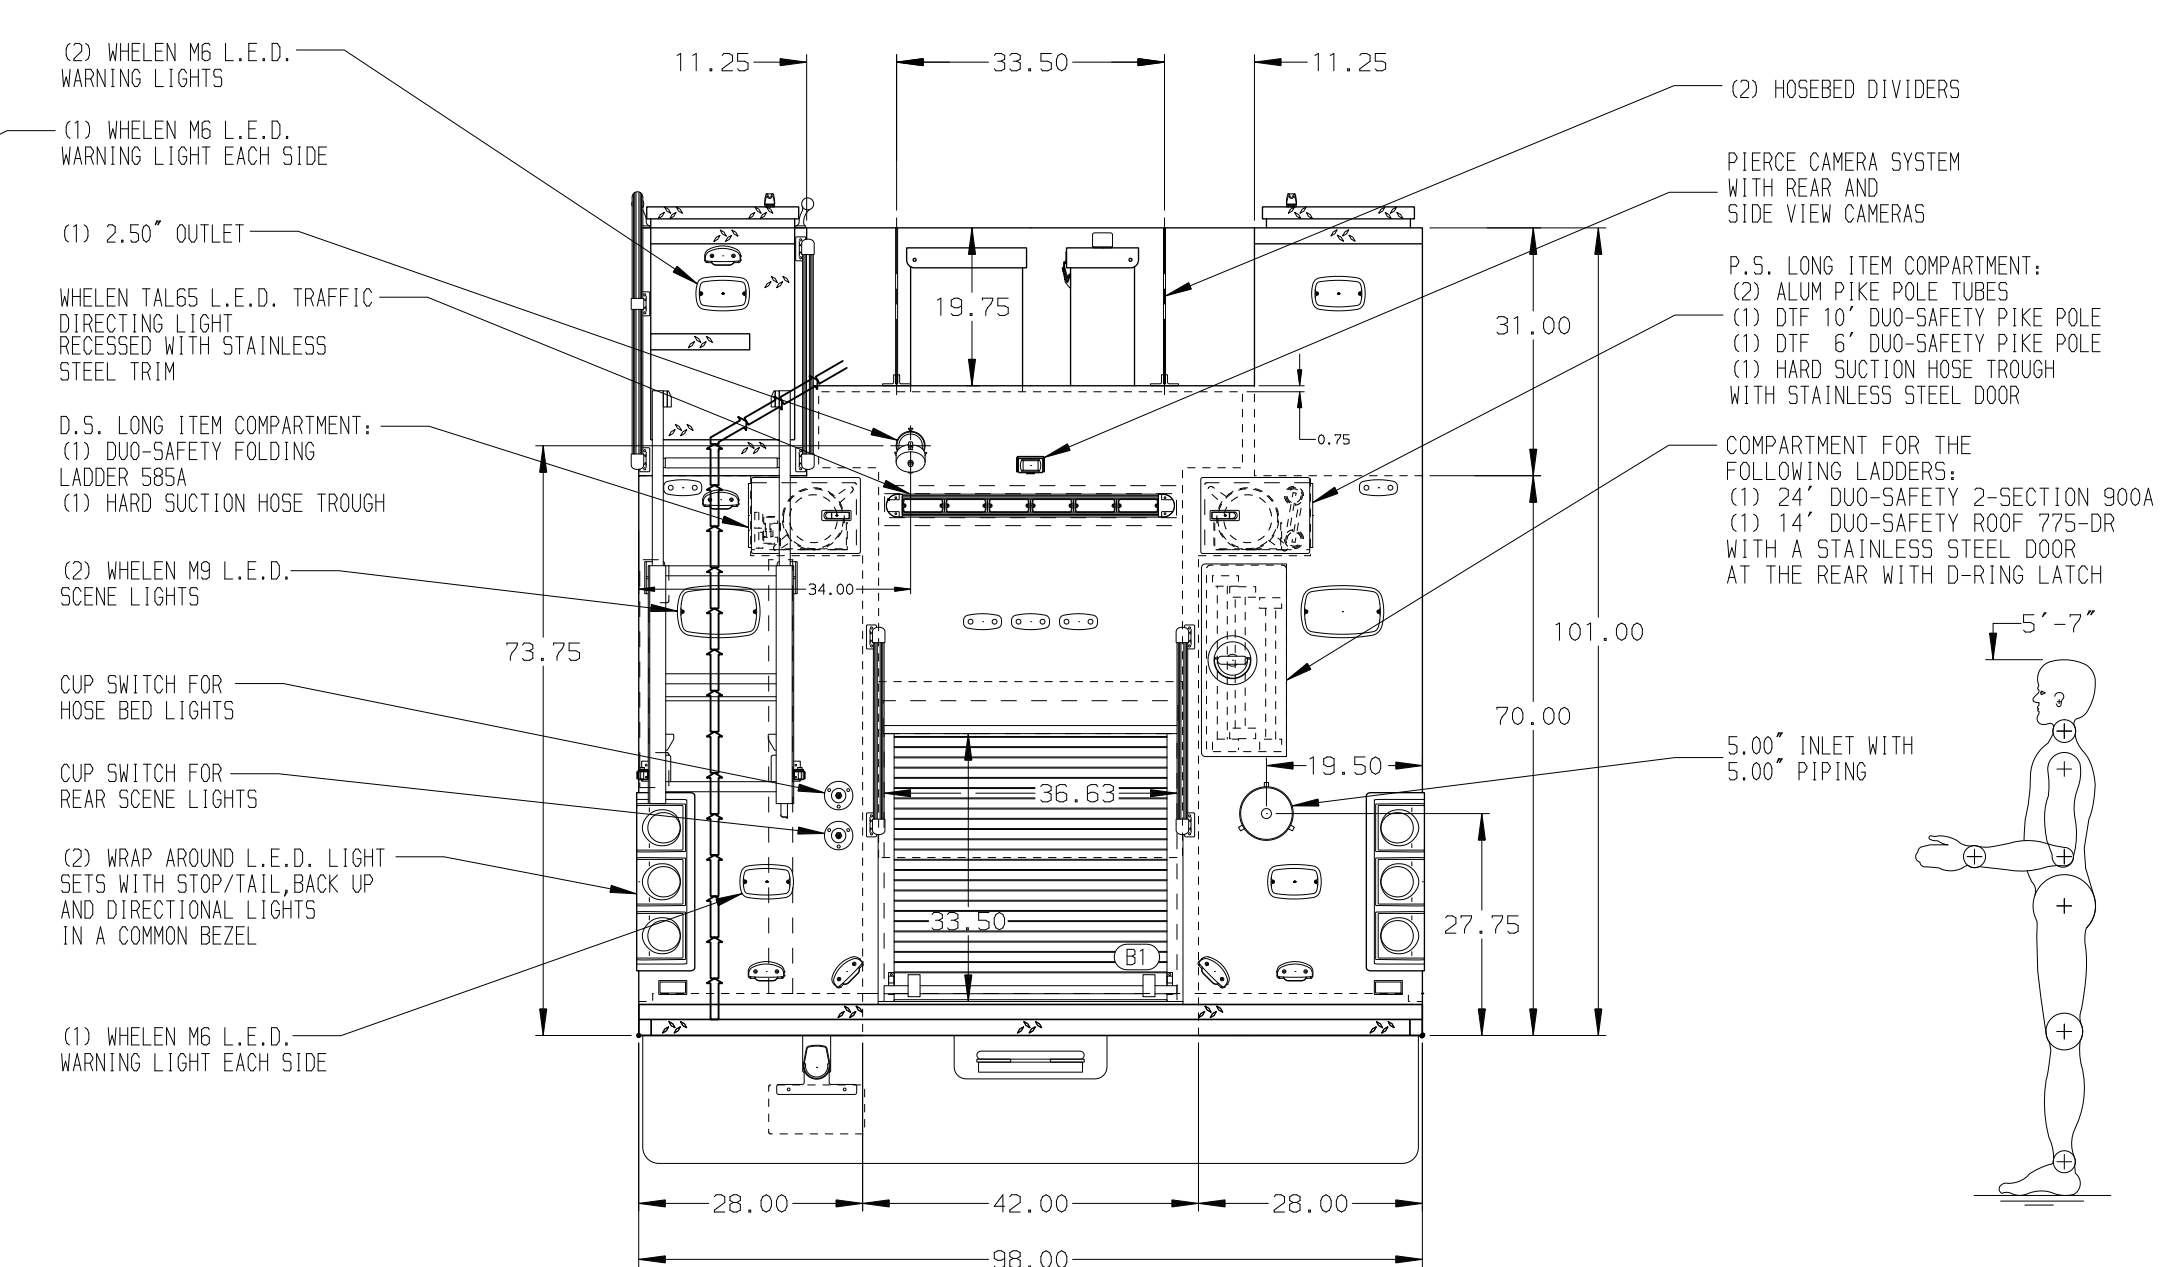 (2) WHELEN M6 L.E.D.
WARNING LIGHTS
(1) WHELEN M6 L.E.D.
WARNING LIGHT EACH SIDE
(1) 2.50" OUTLET
WHELEN TAL65 L.E.D. TRAFFIC
DIRECTING LIGHT
RECESSED WITH STAINLESS
STEEL TRIM
D.S. LONG ITEM COMPARTMENT:
(1) DUO-SAFETY FOLDING
LADDER 585A
(1) HARD SUCTION HOSE TROUGH
(2) WHELEN M9 L.E.D.
SCENE LIGHTS
CUP SWITCH FOR
HOSE BED LIGHTS
CUP SWITCH FOR
REAR SCENE LIGHTS
(2) WRAP AROUND L.E.D. LIGHT
SETS WITH STOP/TAIL,BACK UP
AND DIRECTIONAL LIGHTS
IN A COMMON BEZEL
(1) WHELEN M6 L.E.D.
WARNING LIGHT EACH SIDE
11.25
33.50
11.25
19.75
31.00
0.75
34.00
73.75
101.00
70.00
19.50
36.63
33.50
27.75
B1
28.00
42.00
28.00
98.00
(2) HOSEBED DIVIDERS
PIERCE CAMERA SYSTEM
WITH REAR AND
SIDE VIEW CAMERAS
P.S. LONG ITEM COMPARTMENT:
(2) ALUM PIKE POLE TUBES
(1) DTF 10' DUO-SAFETY PIKE POLE
(1) DTF 6' DUO-SAFETY PIKE POLE
(1) HARD SUCTION HOSE TROUGH
WITH STAINLESS STEEL DOOR
COMPARTMENT FOR THE
FOLLOWING LADDERS:
(1) 24' DUO-SAFETY 2-SECTION 900A
(1) 14' DUO-SAFETY ROOF 775-DR
WITH A STAINLESS STEEL DOOR
AT THE REAR WITH D-RING LATCH
5'-7"
5.00" INLET WITH
5.00" PIPING